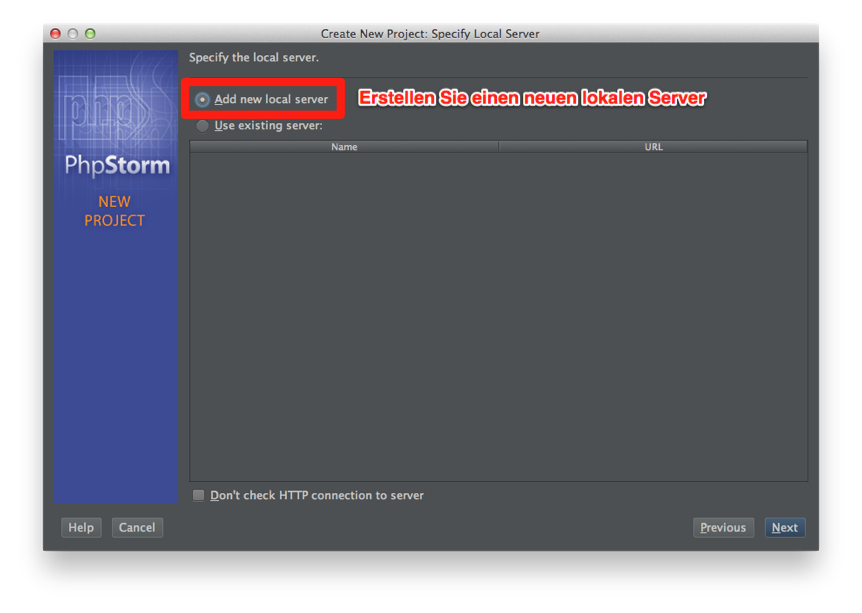 Create New Project: Specify Local Server
Specify the local server.
Add new local server
Erstellen Sie einen neuen lokalen Server
Use existing server:
Name URL
php
PhpStorm
NEW
PROJECT
Don't check HTTP connection to server
Help Cancel Previous Next